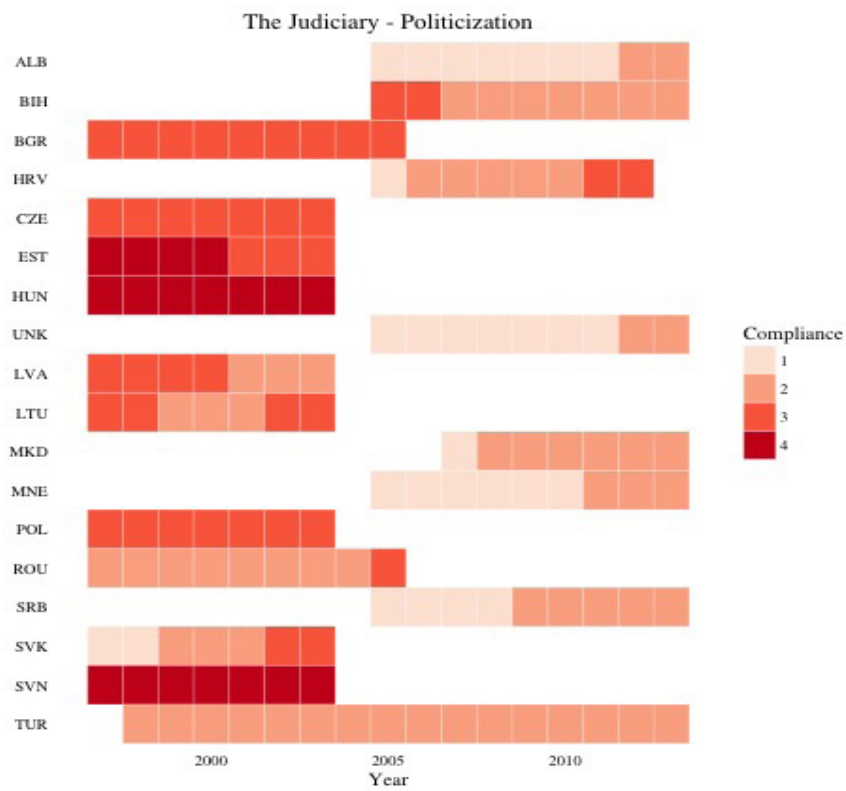 The Judiciary - Politicization
ALB
BIH
BGR
HRV
CZE
EST
HUN
UNK
LVA
LTU
MKD
MNE
POL
ROU
SRB
SVK
SVN
TUR
Compliance
1
2
3
4
2000 2005 2010
Year